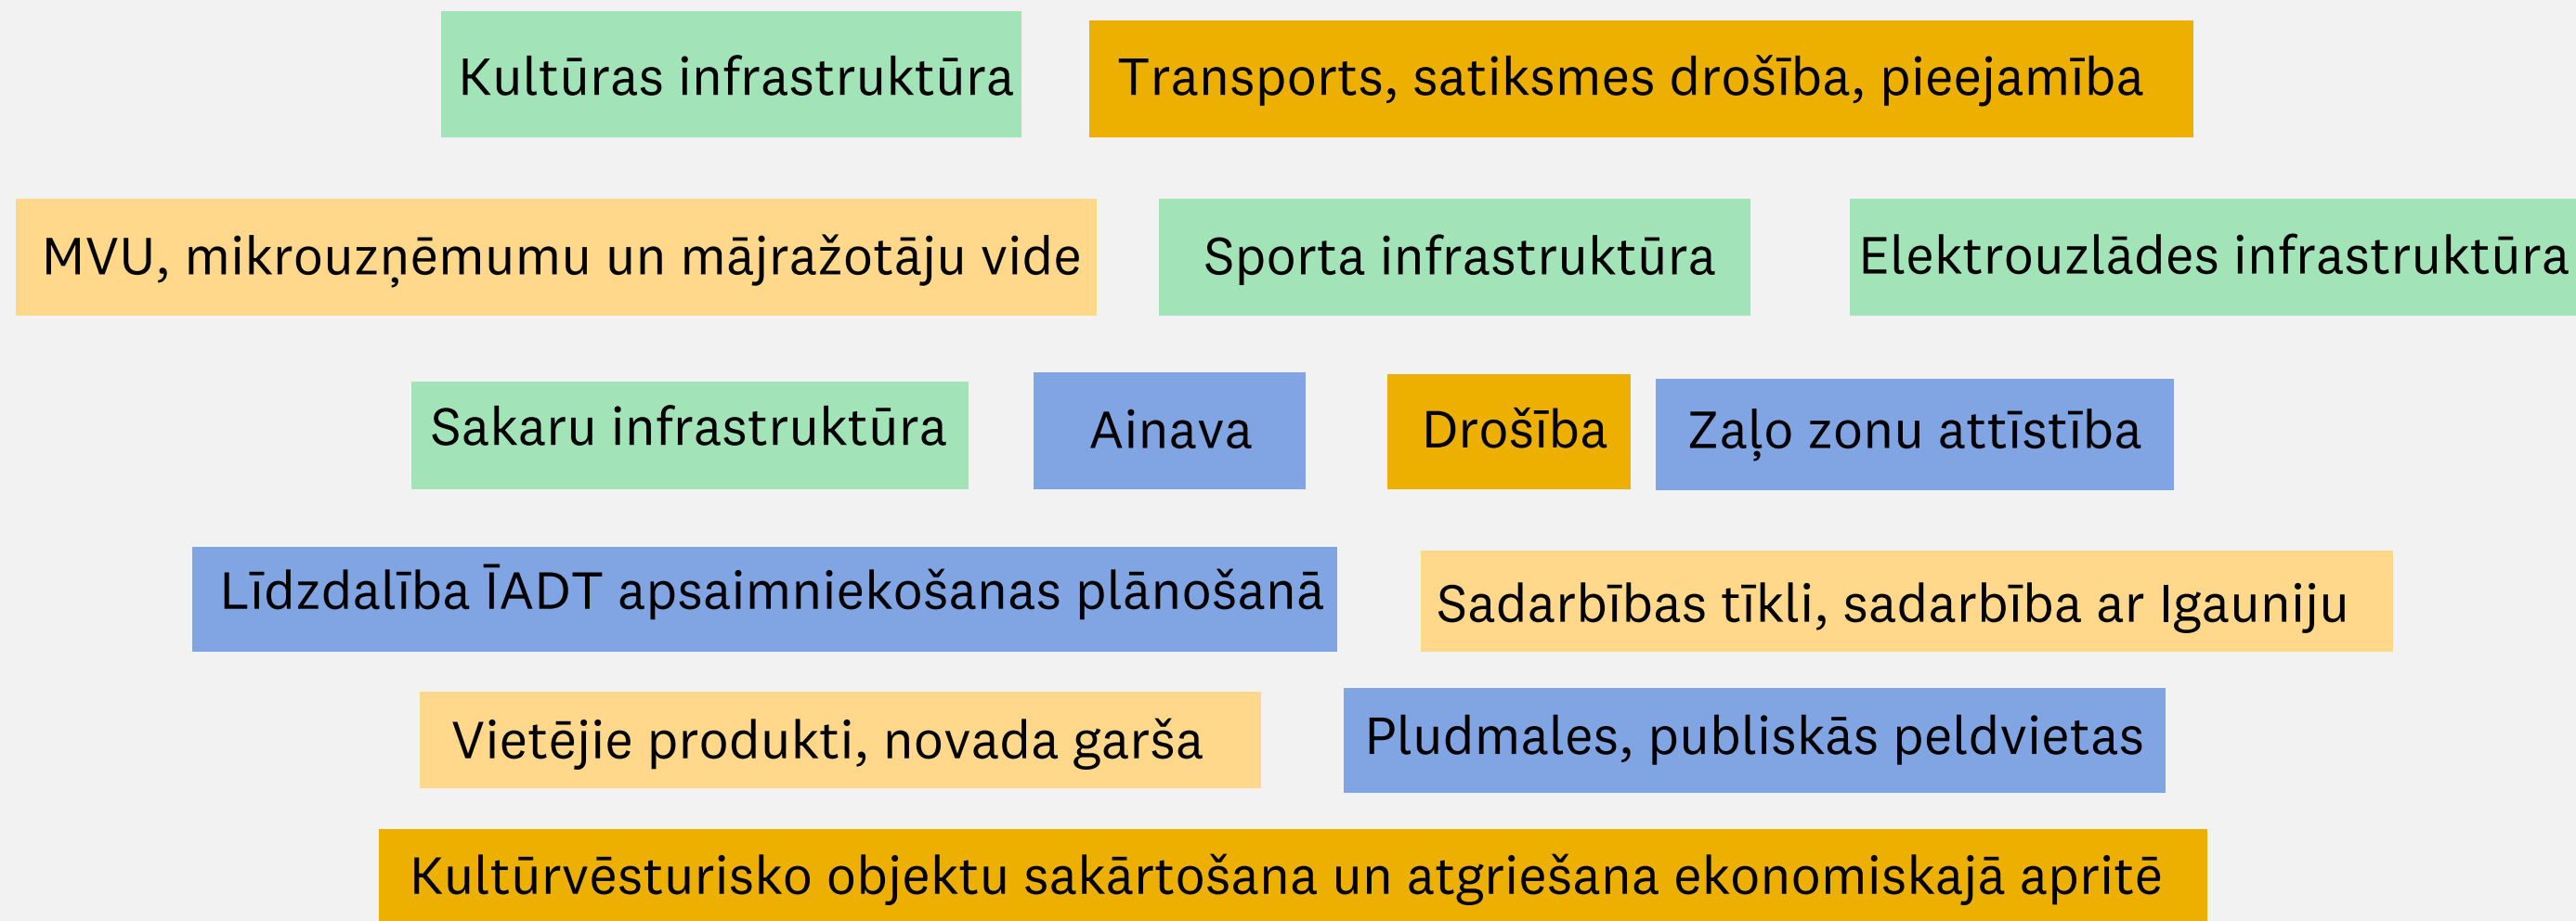 Kultūras infrastruktūra
Transports, satiksmes drošība, pieejamība
MVU, mikrouzņēmumu un mājražotāju vide
Sporta infrastruktūra
Elektrouzlādes infrastruktūra
Sakaru infrastruktūra
Ainava
Drošība
Zaļo zonu attīstība
Līdzdalība ĪADT apsaimniekošanas plānošanā
Sadarbības tīkli, sadarbība ar Igauniju
Vietējie produkti, novada garša
Pludmales, publiskās peldvietas
Kultūrvēsturisko objektu sakārtošana un atgriešana ekonomiskajā apritē